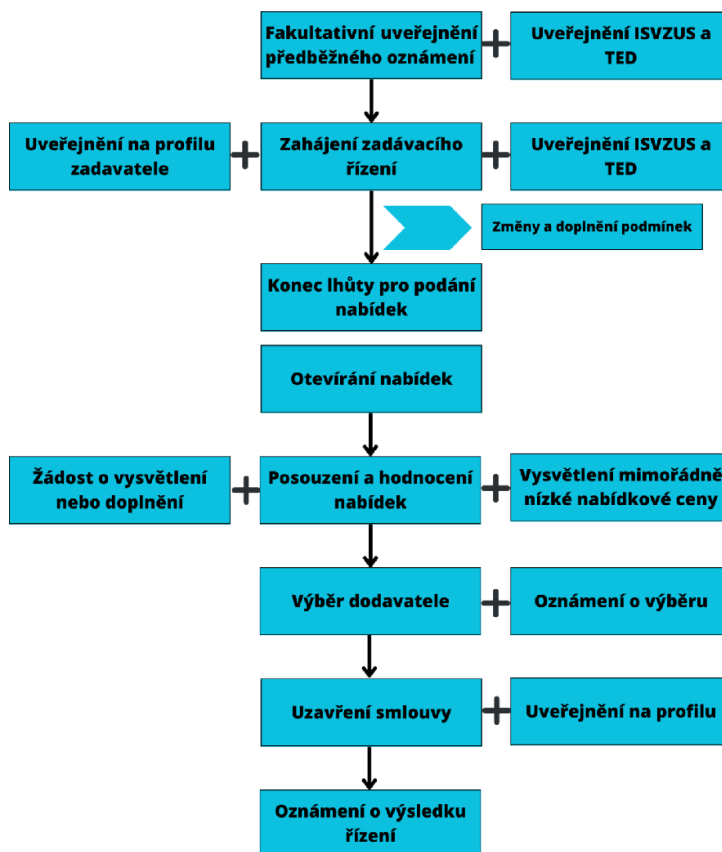 Fakultativní uveřejnění
předběžného oznámení
Uveřejnění ISVZUS a
TED
Uveřejnění na profilu
zadavatele
Zahájení zadávacího
řízení
Uveřejnění ISVZUS a
TED
Změny a doplnění podmínek
Konec lhůty pro podání
nabídek
Otevírání nabídek
Žádost o vysvětlení
nebo doplnění
Posouzení a hodnocení
nabídek
Vysvětlení mimořádně
nízké nabídkové ceny
Výběr dodavatele
Oznámení o výběru
Uzavření smlouvy
Uveřejnění na profilu
Oznámení o výsledku
řízení